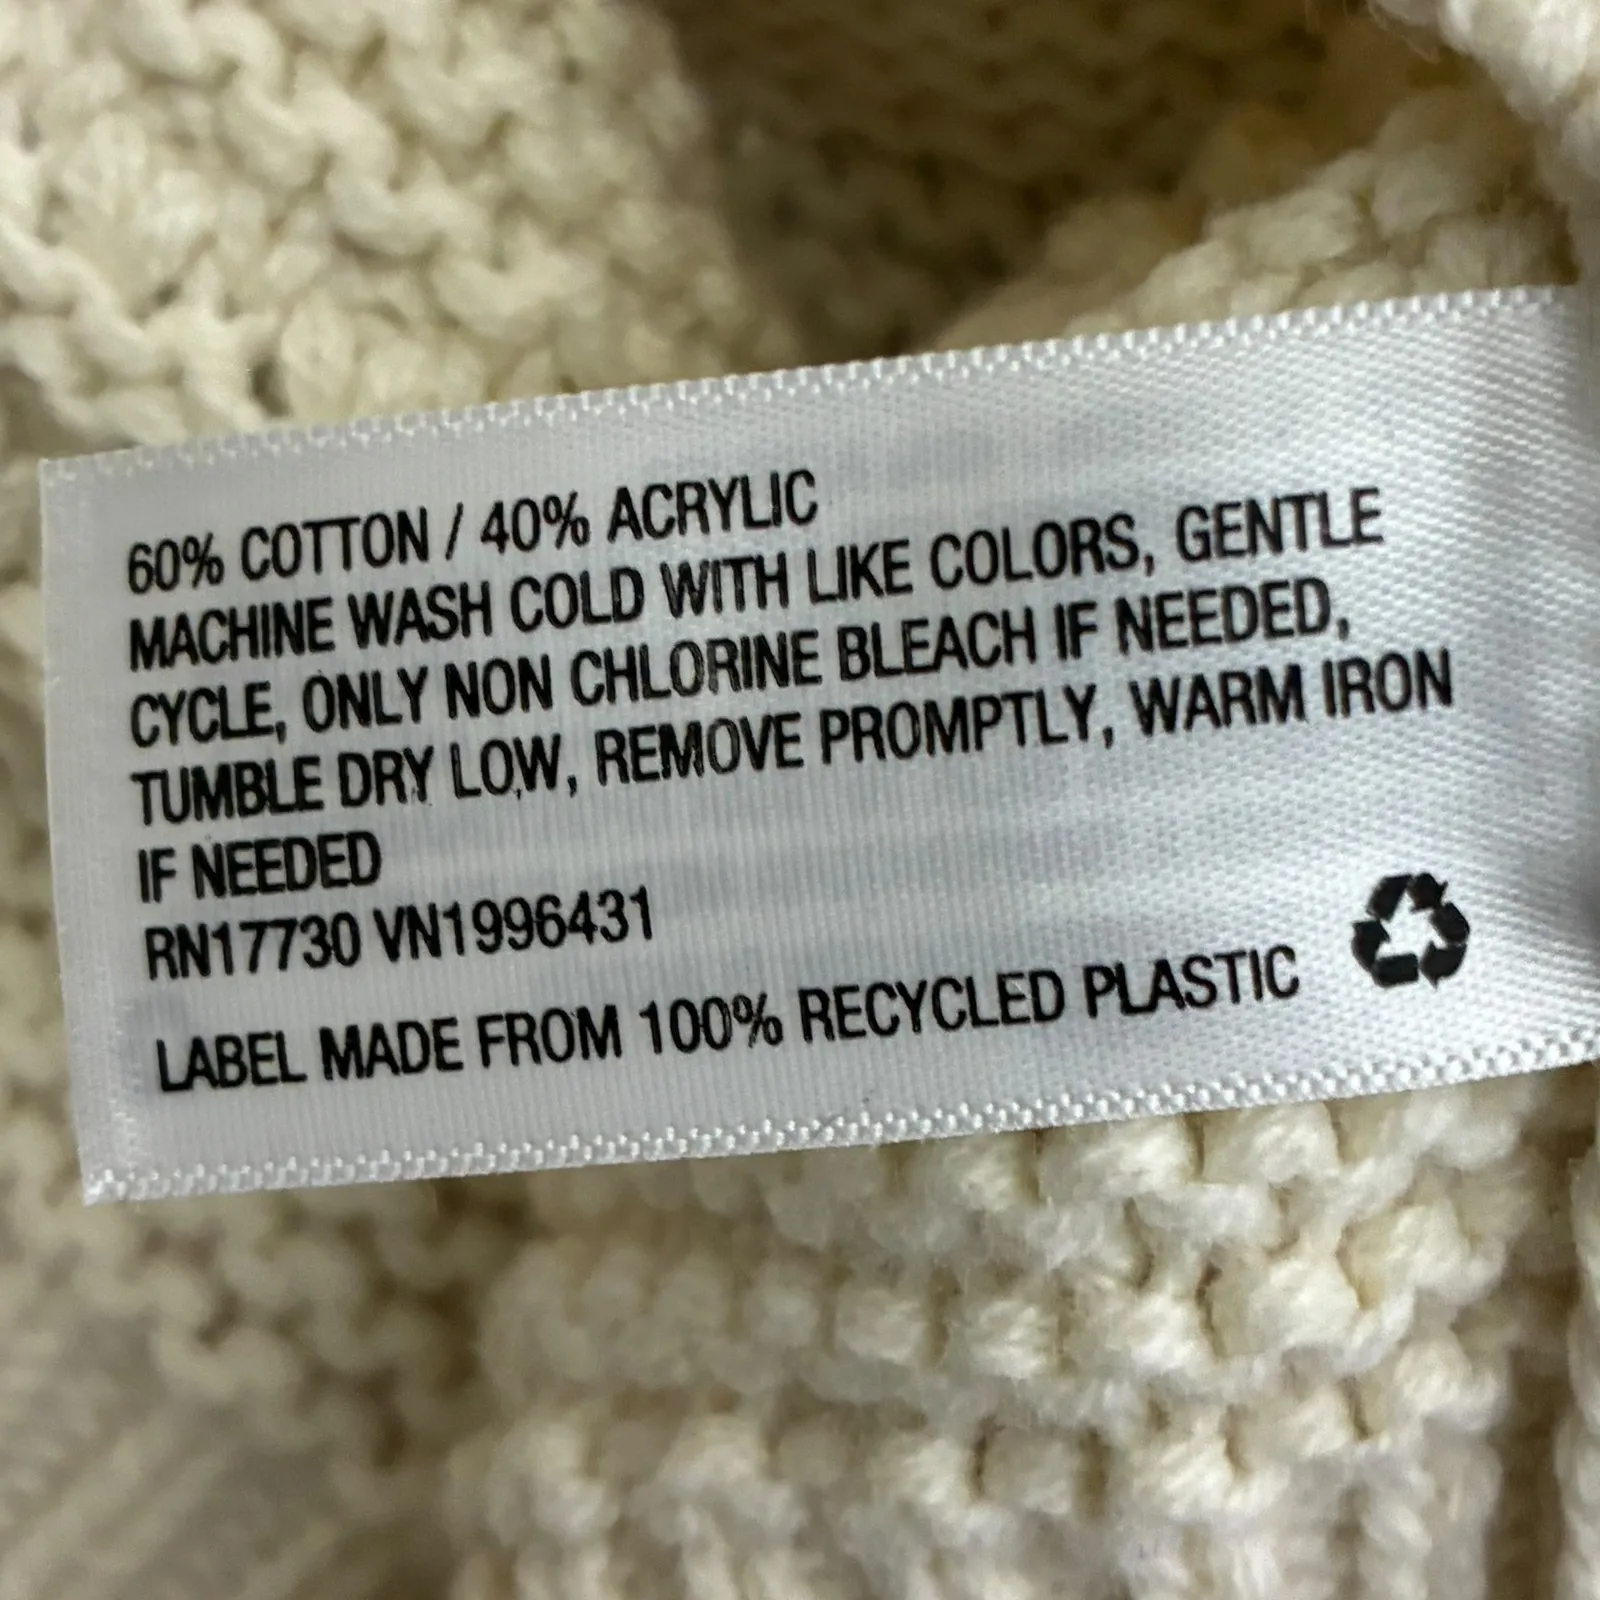 60% COTTON / 40% ACRYLIC
MACHINE WASH COLD WITH LIKE COLORS, GENTLE
CYCLE, ONLY NON CHLORINE BLEACH IF NEEDED,
TUMBLE DRY LOW, REMOVE PROMPTLY, WARM IRON
IF NEEDED
RN17730 VN1996431
LABEL MADE FROM 100% RECYCLED PLASTIC